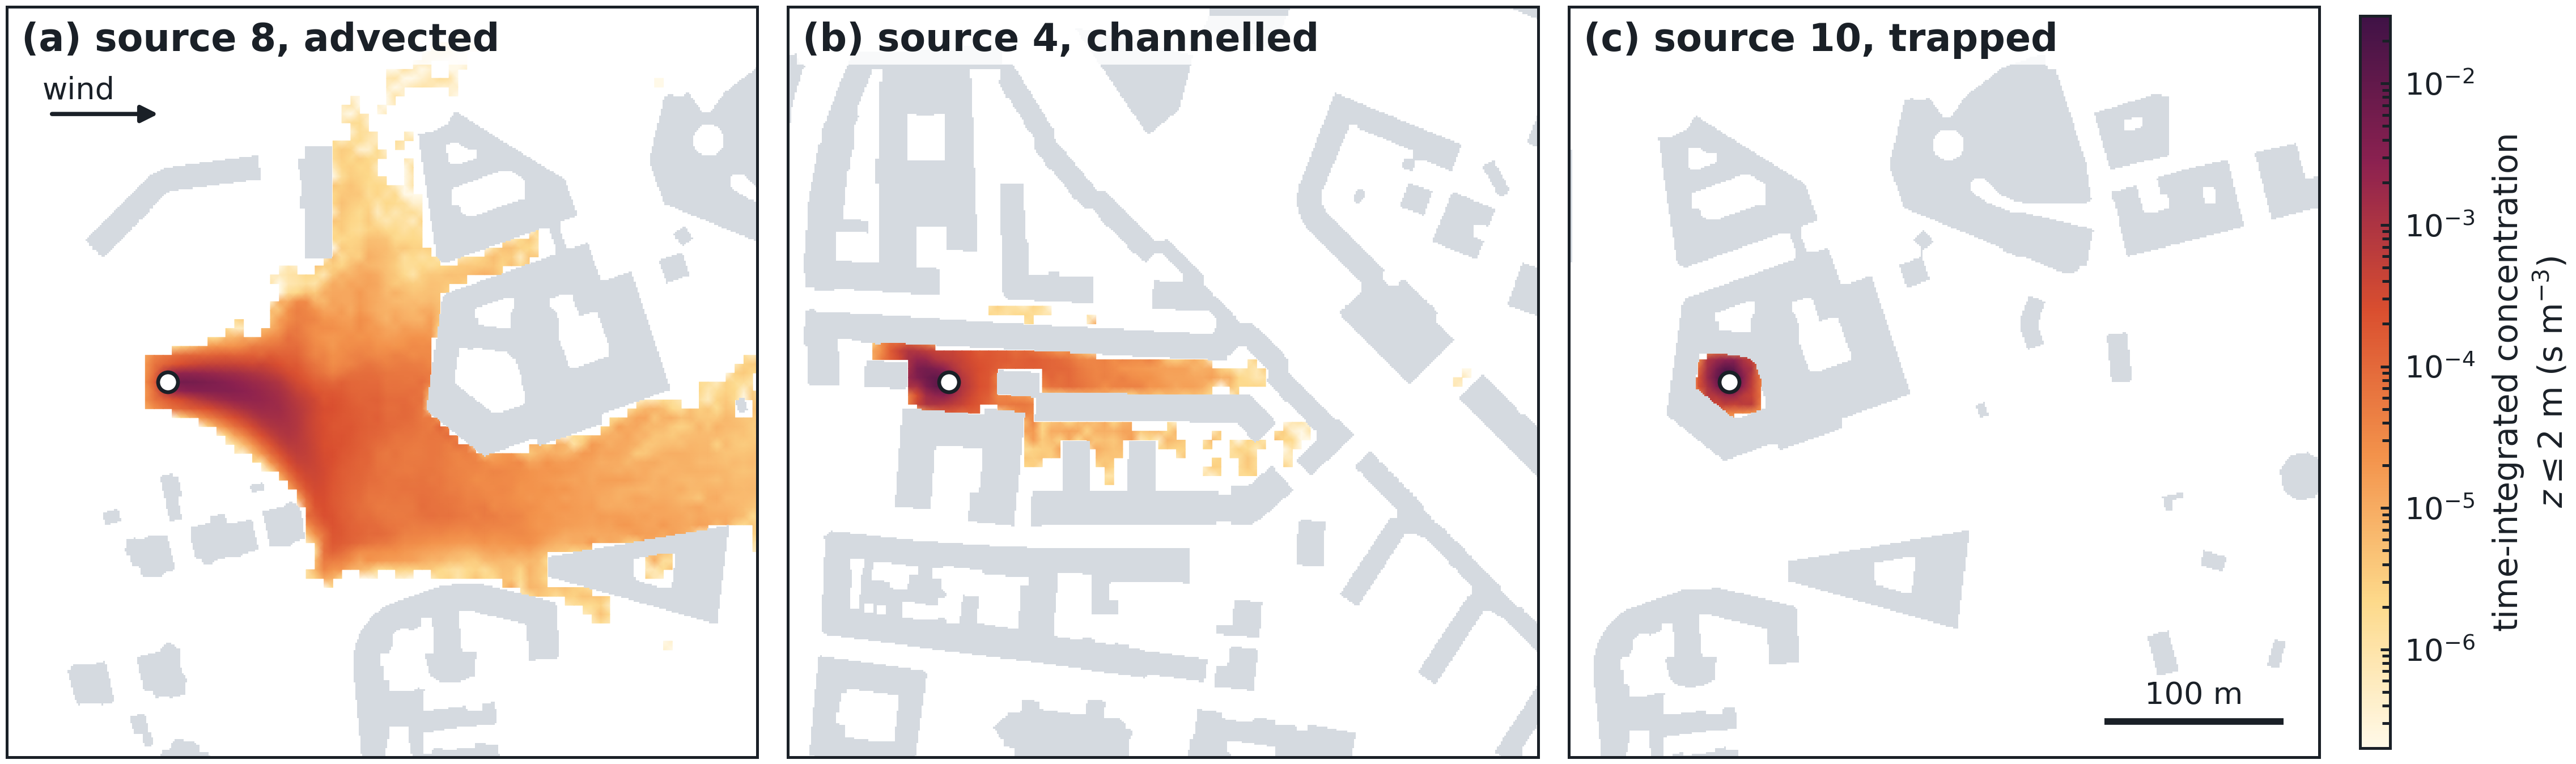 (a) source 8, advected
wind
(b) source 4, channelled
(c) source 10, trapped
100 m
10⁻²
10⁻³
10⁻⁴
10⁻⁵
10⁻⁶
time-integrated concentration
z ≤ 2 m (s m⁻³)